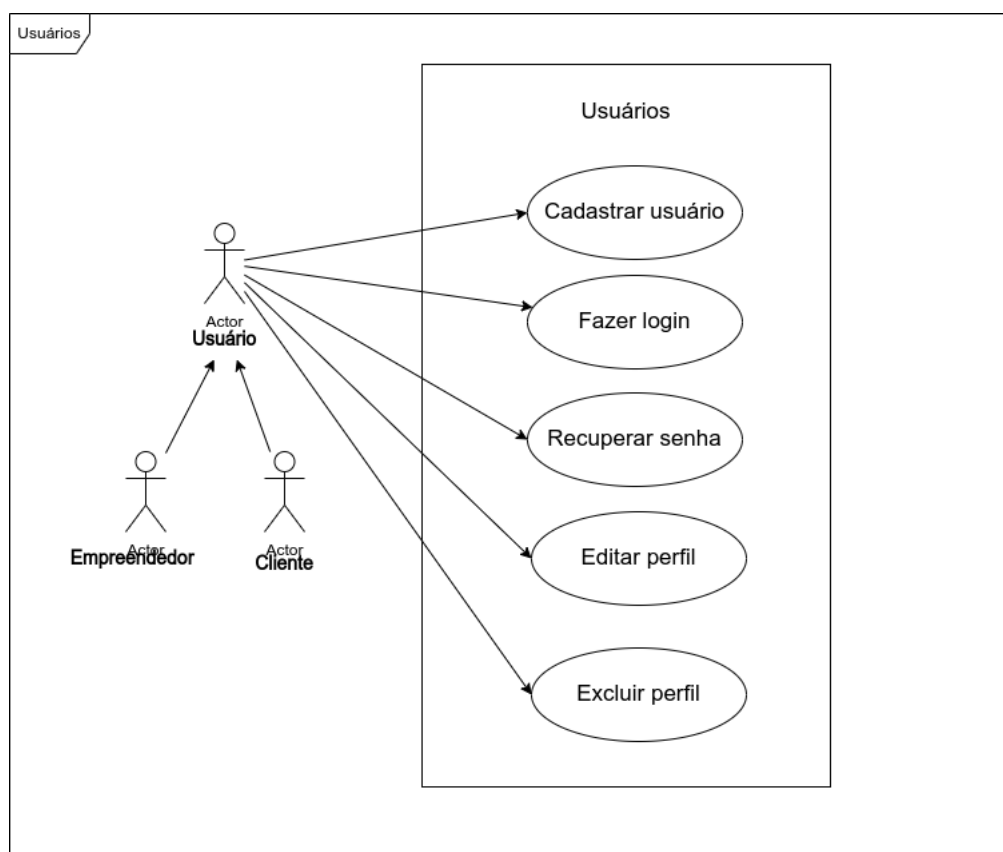 Usuários
Usuários
Cadastrar usuário
Fazer login
Actor
Usuário
Recuperar senha
Actor
Empreendedor
Actor
Cliente
Editar perfil
Excluir perfil